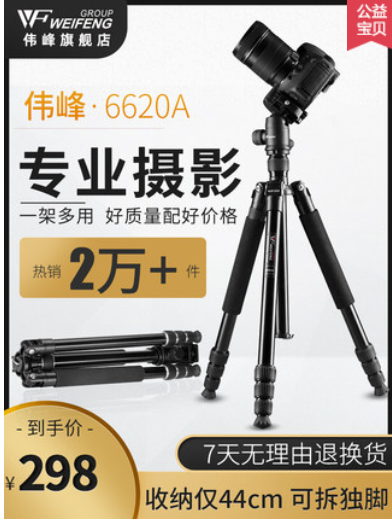 WF GROUP
WEIFENG
伟峰旗舰店
公益
宝贝
伟峰·6620A
专业摄影
一架多用 好质量配好价格
热销 2万+ 件
到手价
¥298
7天无理由退换货
收纳仅44cm 可拆独脚